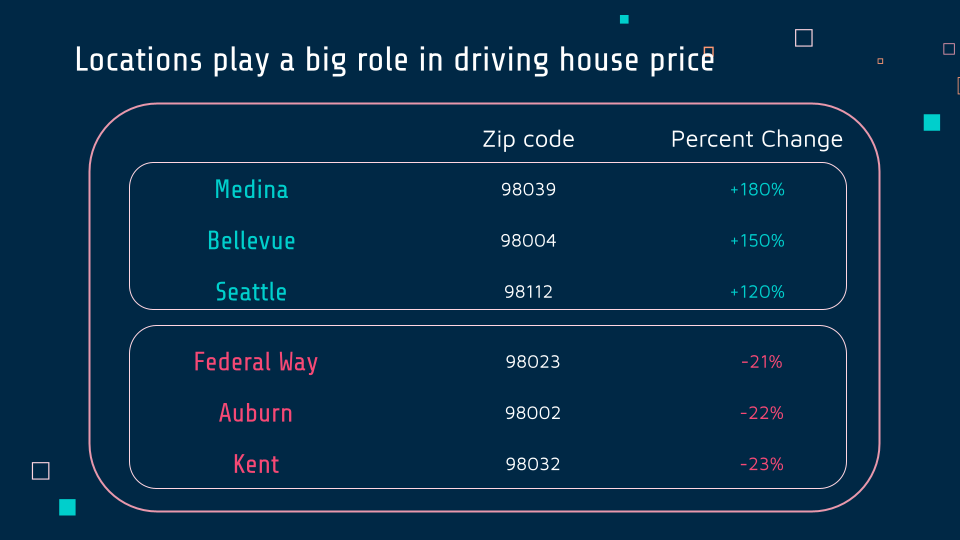 Locations play a big role in driving house price
Zip code Percent Change
Medina 98039 +180%
Bellevue 98004 +150%
Seattle 98112 +120%
Federal Way 98023 -21%
Auburn 98002 -22%
Kent 98032 -23%